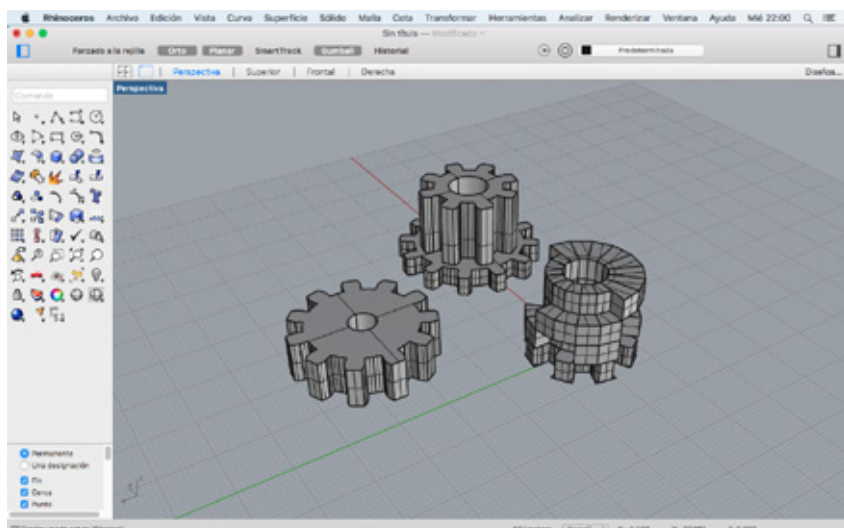 Rhinoceros Archivo Edición Vista Curva Superficie Sólido Malla Cota Transformar Herramientas Analizar Renderizar Ventana Ayuda Mié 22:00
Sin título — Modificado
Forzado a la rejilla Orto Planar SmartTrack Gumball Historial Predeterminada
Perspectiva | Superior | Frontal | Derecha Diseños...
Perspectiva
Comando
Permanente
Una designación
Fin
Cerca
Punto